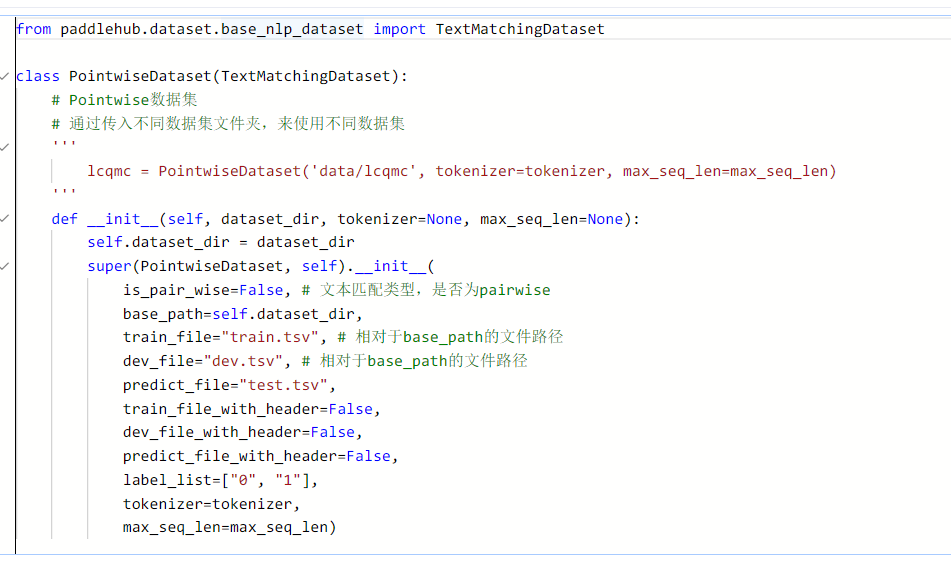 from paddlehub.dataset.base_nlp_dataset import TextMatchingDataset
class PointwiseDataset(TextMatchingDataset):
    # Pointwise数据集
    # 通过传入不同数据集文件夹，来使用不同数据集
    '''
        lcqmc = PointwiseDataset('data/lcqmc', tokenizer=tokenizer, max_seq_len=max_seq_len)
    '''
    def __init__(self, dataset_dir, tokenizer=None, max_seq_len=None):
        self.dataset_dir = dataset_dir
        super(PointwiseDataset, self).__init__(
            is_pair_wise=False, # 文本匹配类型，是否为pairwise
            base_path=self.dataset_dir,
            train_file="train.tsv", # 相对于base_path的文件路径
            dev_file="dev.tsv", # 相对于base_path的文件路径
            predict_file="test.tsv",
            train_file_with_header=False,
            dev_file_with_header=False,
            predict_file_with_header=False,
            label_list=["0", "1"],
            tokenizer=tokenizer,
            max_seq_len=max_seq_len)